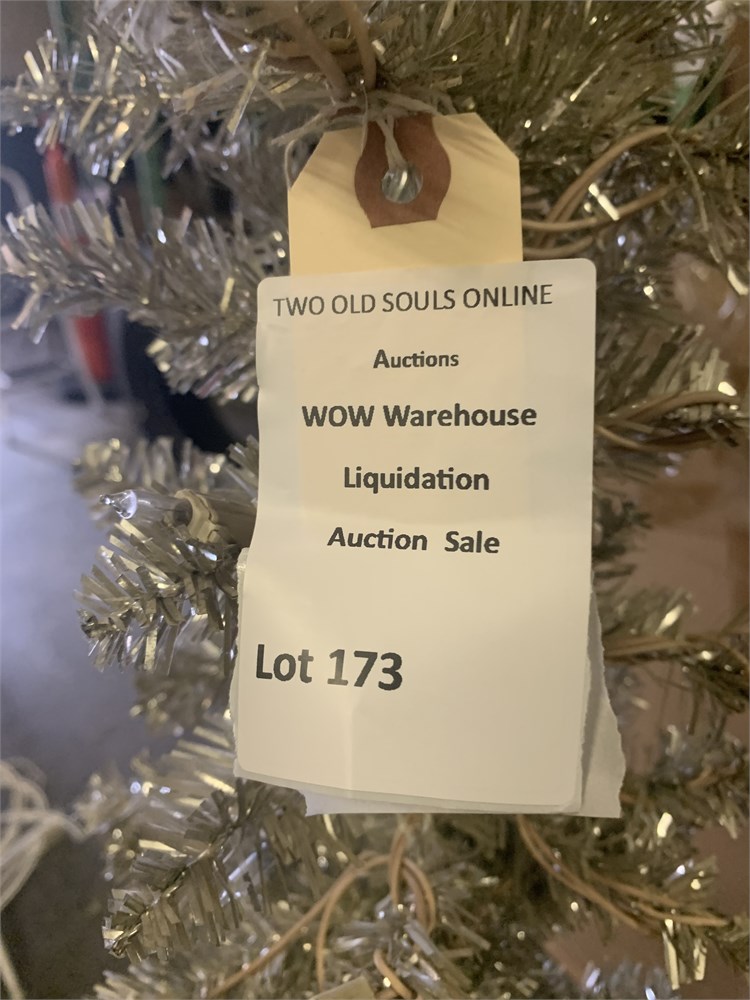 TWO OLD SOULS ONLINE
Auctions
WOW Warehouse
Liquidation
Auction Sale
Lot 173